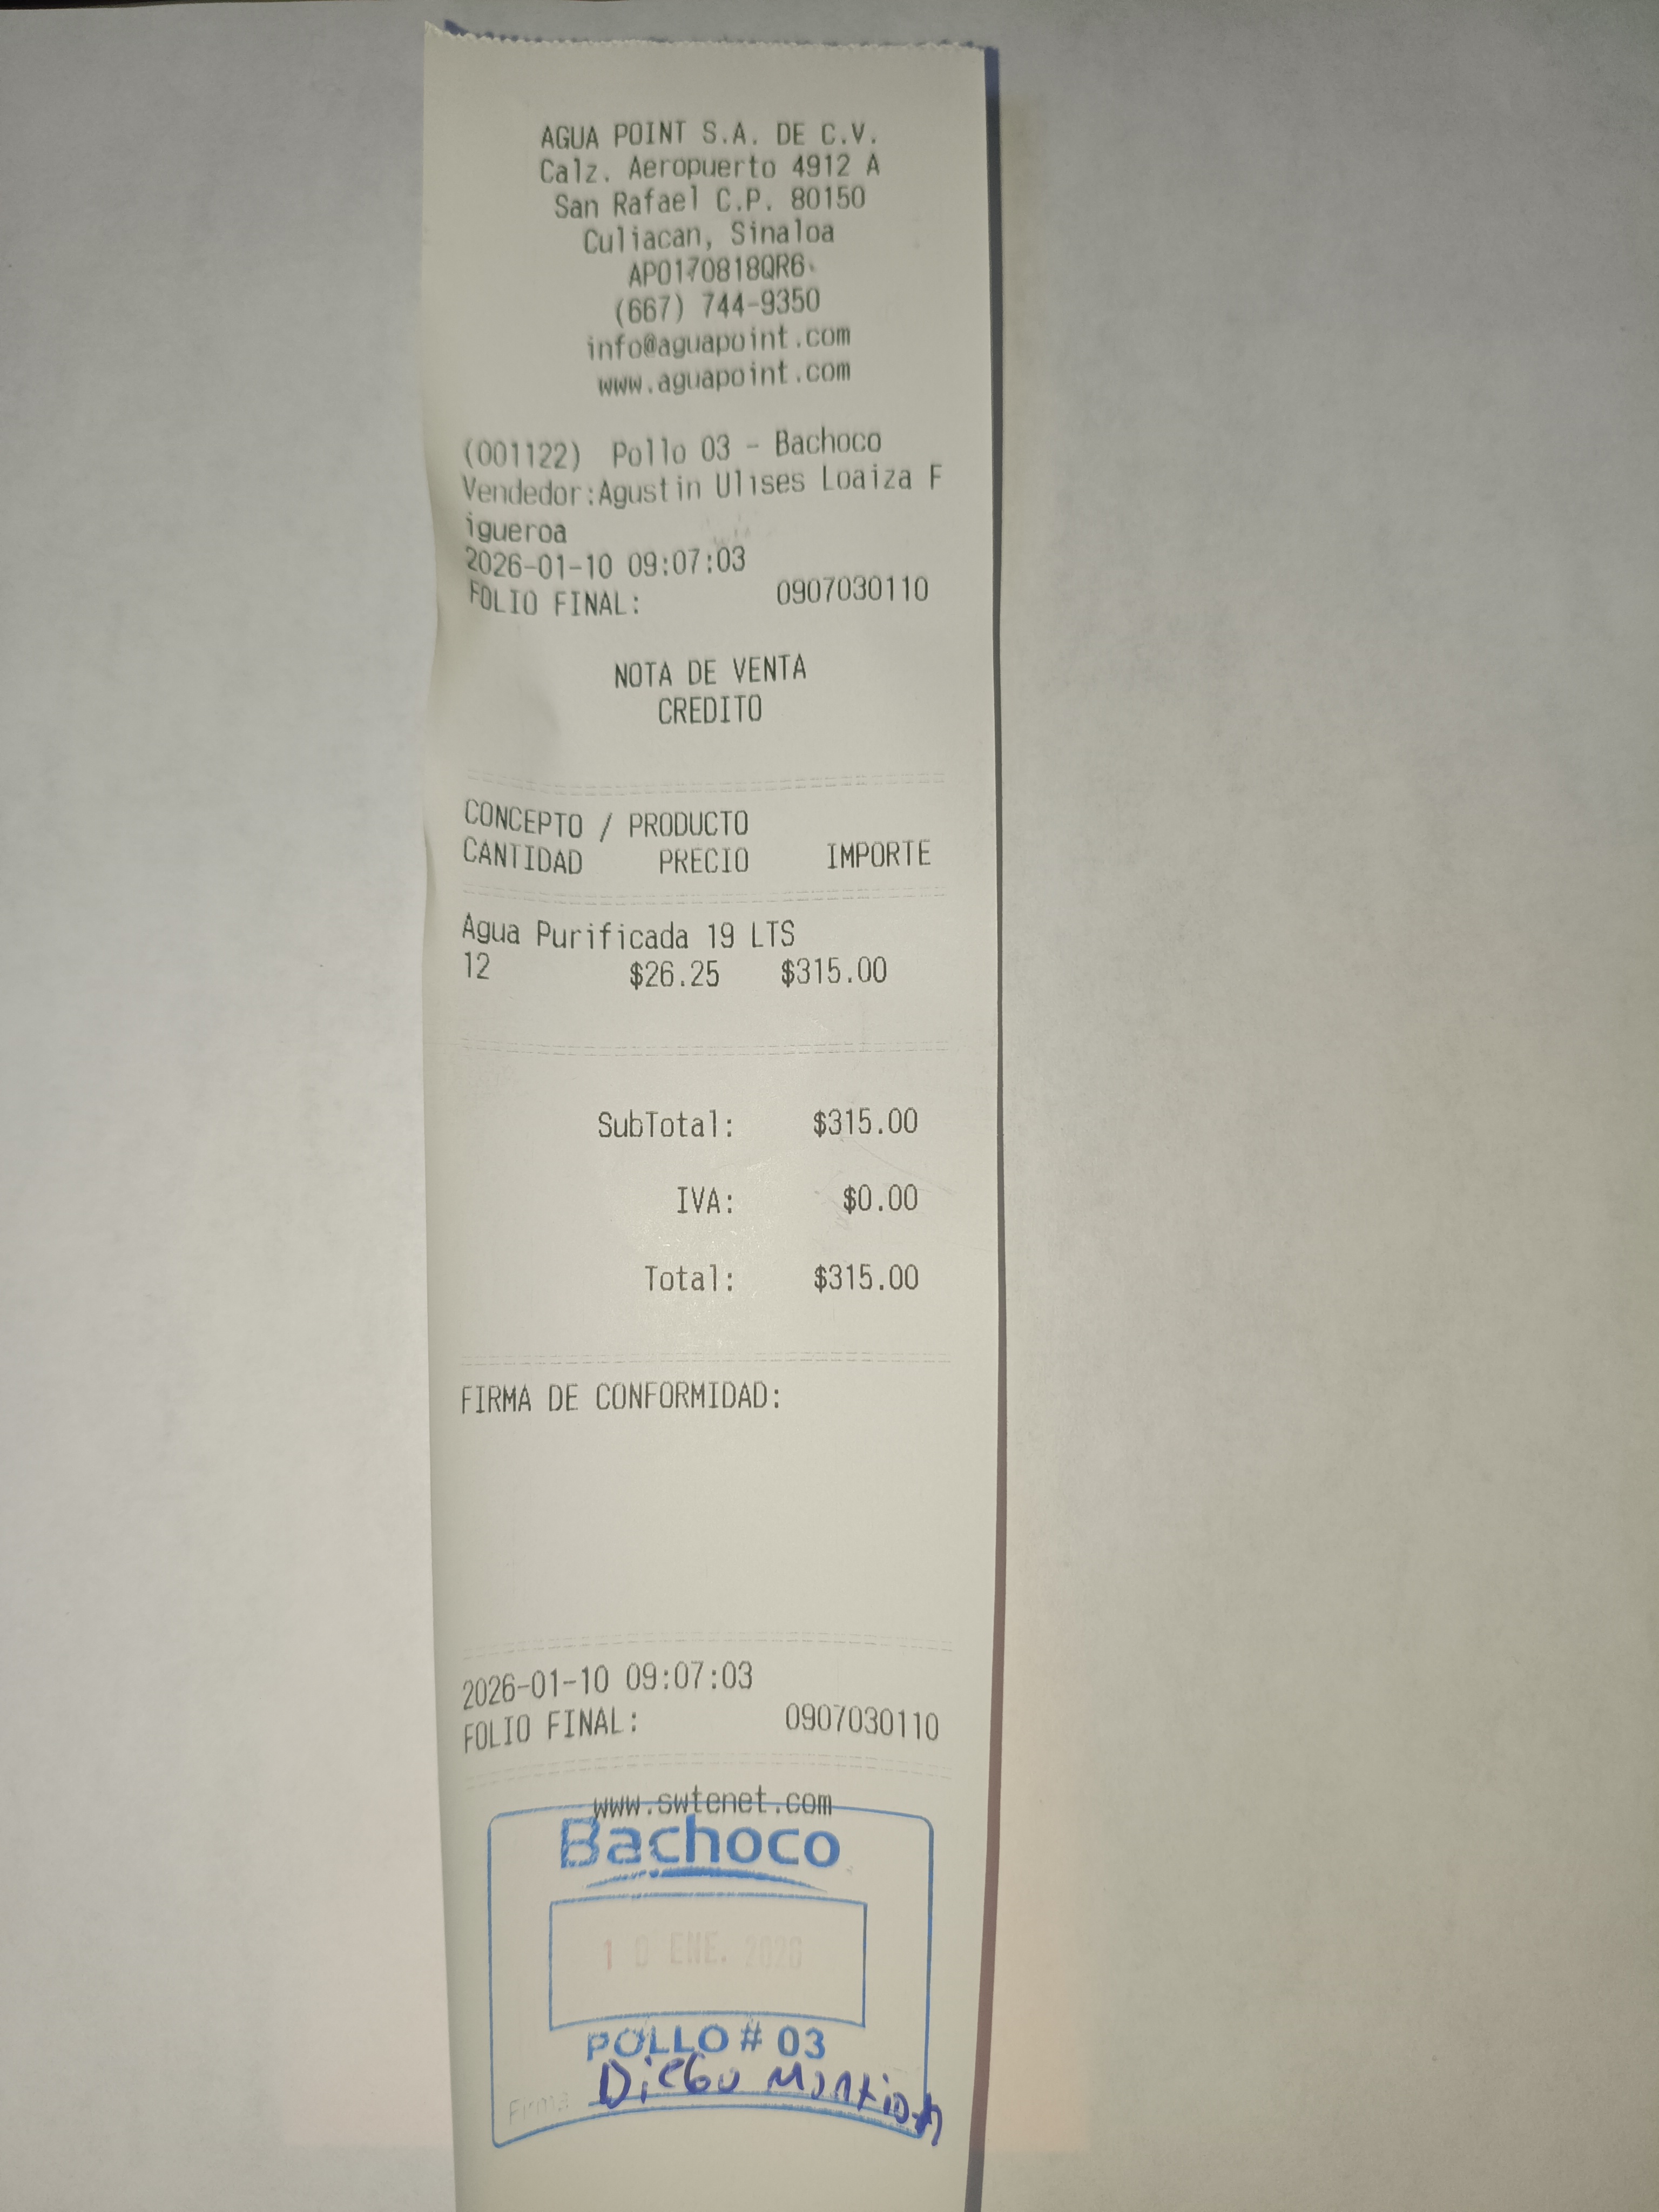 AGUA POINT S.A. DE C.V.
Calz. Aeropuerto 4912 A
San Rafael C.P. 80150
Culiacan, Sinaloa
APO170818QR6
(667) 744-9350
info@aguapoint.com
www.aguapoint.com
(001122) Pollo 03 - Bachoco
Vendedor:Agustin Ulises Loaiza F
igueroa
2026-01-10 09:07:03
FOLIO FINAL: 0907030110
NOTA DE VENTA
CREDITO
CONCEPTO / PRODUCTO
CANTIDAD PRECIO IMPORTE
Agua Purificada 19 LTS
12 $26.25 $315.00
SubTotal: $315.00
IVA: $0.00
Total: $315.00
FIRMA DE CONFORMIDAD:
2026-01-10 09:07:03
FOLIO FINAL: 0907030110
www.swtenet.com
Bachoco
10 ENE. 2026
POLLO # 03
Firma Diego